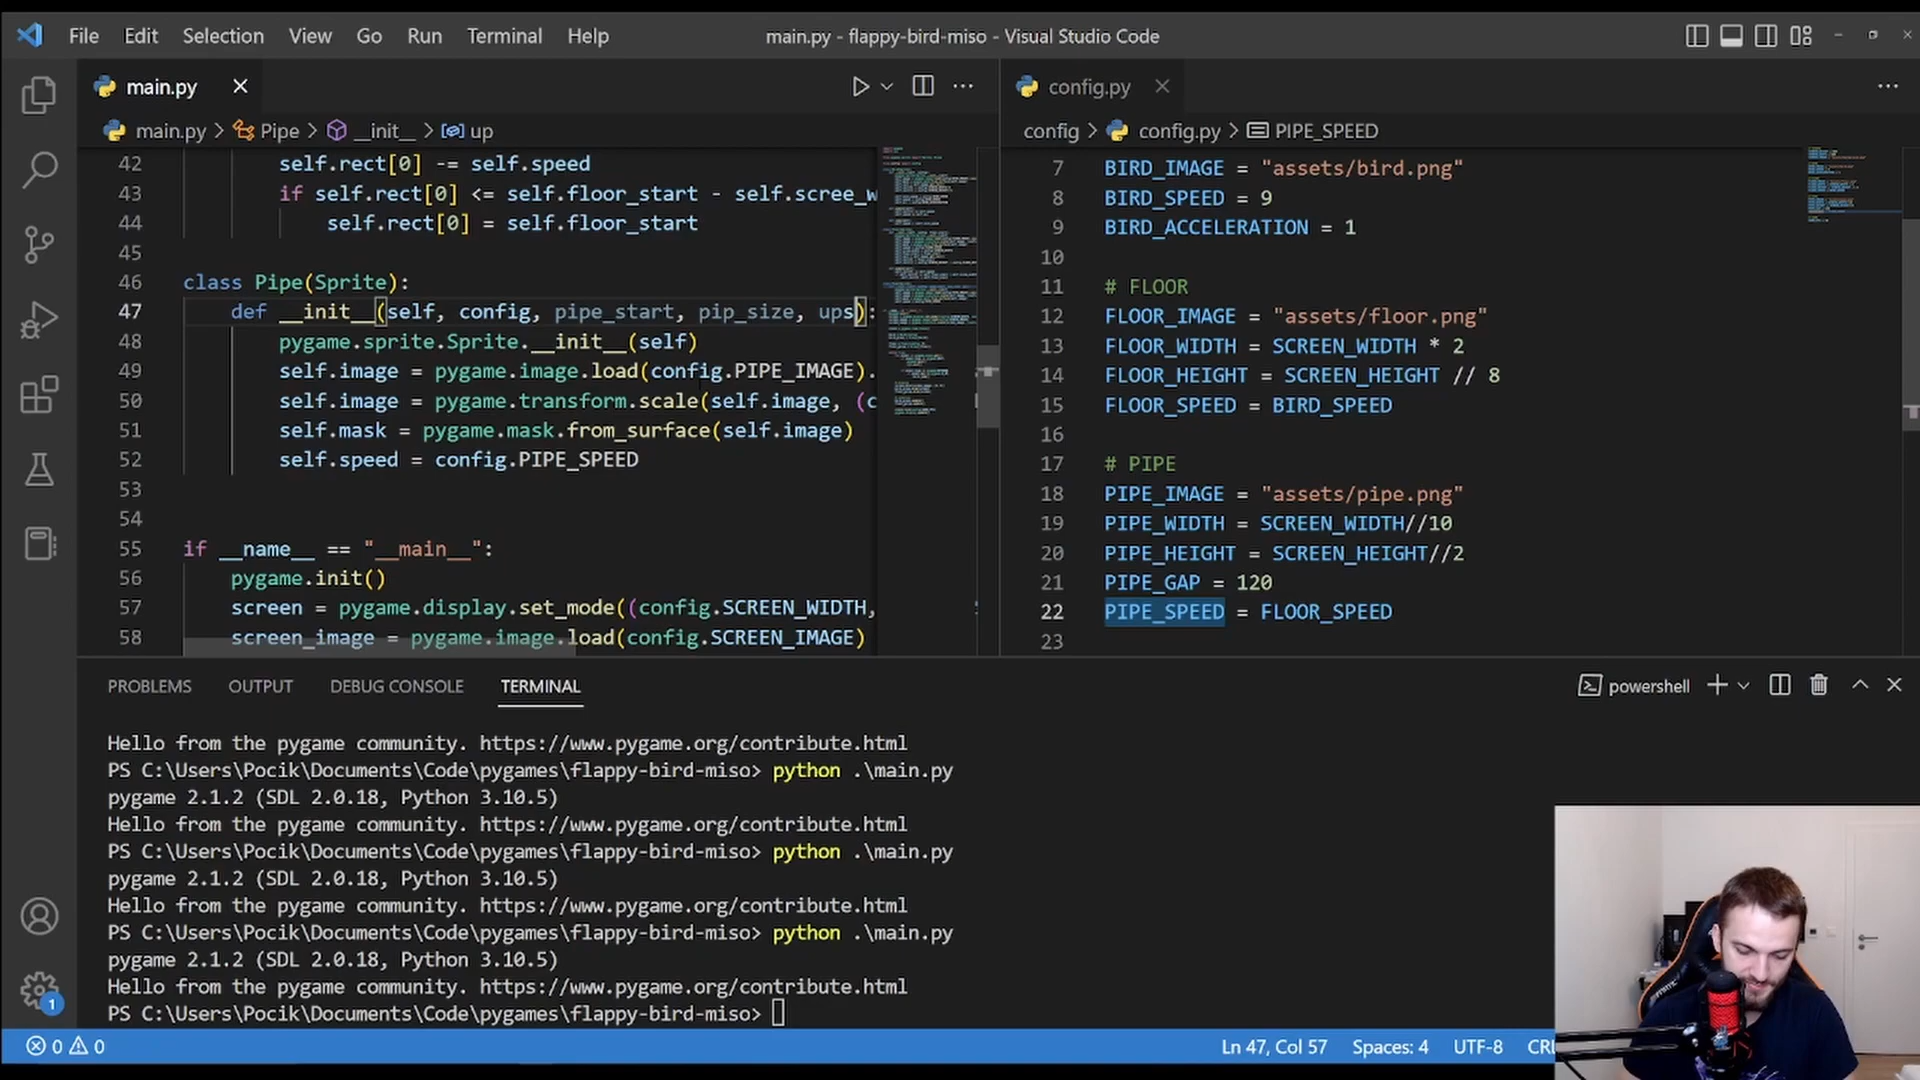 File Edit Selection View Go Run Terminal Help
main.py - flappy-bird-miso - Visual Studio Code
main.py
main.py > Pipe > __init__ > up
42 self.rect[0] -= self.speed
43 if self.rect[0] <= self.floor_start - self.scree_w
44 self.rect[0] = self.floor_start
45
46 class Pipe(Sprite):
47 def __init__(self, config, pipe_start, pip_size, ups):
48 pygame.sprite.Sprite.__init__(self)
49 self.image = pygame.image.load(config.PIPE_IMAGE).
50 self.image = pygame.transform.scale(self.image, (c
51 self.mask = pygame.mask.from_surface(self.image)
52 self.speed = config.PIPE_SPEED
53
54
55 if __name__ == "__main__":
56 pygame.init()
57 screen = pygame.display.set_mode((config.SCREEN_WIDTH,
58 screen_image = pygame.image.load(config.SCREEN_IMAGE)
config.py
config > config.py > PIPE_SPEED
7 BIRD_IMAGE = "assets/bird.png"
8 BIRD_SPEED = 9
9 BIRD_ACCELERATION = 1
10
11 # FLOOR
12 FLOOR_IMAGE = "assets/floor.png"
13 FLOOR_WIDTH = SCREEN_WIDTH * 2
14 FLOOR_HEIGHT = SCREEN_HEIGHT // 8
15 FLOOR_SPEED = BIRD_SPEED
16
17 # PIPE
18 PIPE_IMAGE = "assets/pipe.png"
19 PIPE_WIDTH = SCREEN_WIDTH//10
20 PIPE_HEIGHT = SCREEN_HEIGHT//2
21 PIPE_GAP = 120
22 PIPE_SPEED = FLOOR_SPEED
23
PROBLEMS OUTPUT DEBUG CONSOLE TERMINAL
powershell
Hello from the pygame community. https://www.pygame.org/contribute.html
PS C:\Users\Pocik\Documents\Code\pygames\flappy-bird-miso> python .\main.py
pygame 2.1.2 (SDL 2.0.18, Python 3.10.5)
Hello from the pygame community. https://www.pygame.org/contribute.html
PS C:\Users\Pocik\Documents\Code\pygames\flappy-bird-miso> python .\main.py
pygame 2.1.2 (SDL 2.0.18, Python 3.10.5)
Hello from the pygame community. https://www.pygame.org/contribute.html
PS C:\Users\Pocik\Documents\Code\pygames\flappy-bird-miso> python .\main.py
pygame 2.1.2 (SDL 2.0.18, Python 3.10.5)
Hello from the pygame community. https://www.pygame.org/contribute.html
PS C:\Users\Pocik\Documents\Code\pygames\flappy-bird-miso>
1
0 0
Ln 47, Col 57 Spaces: 4 UTF-8 CRL